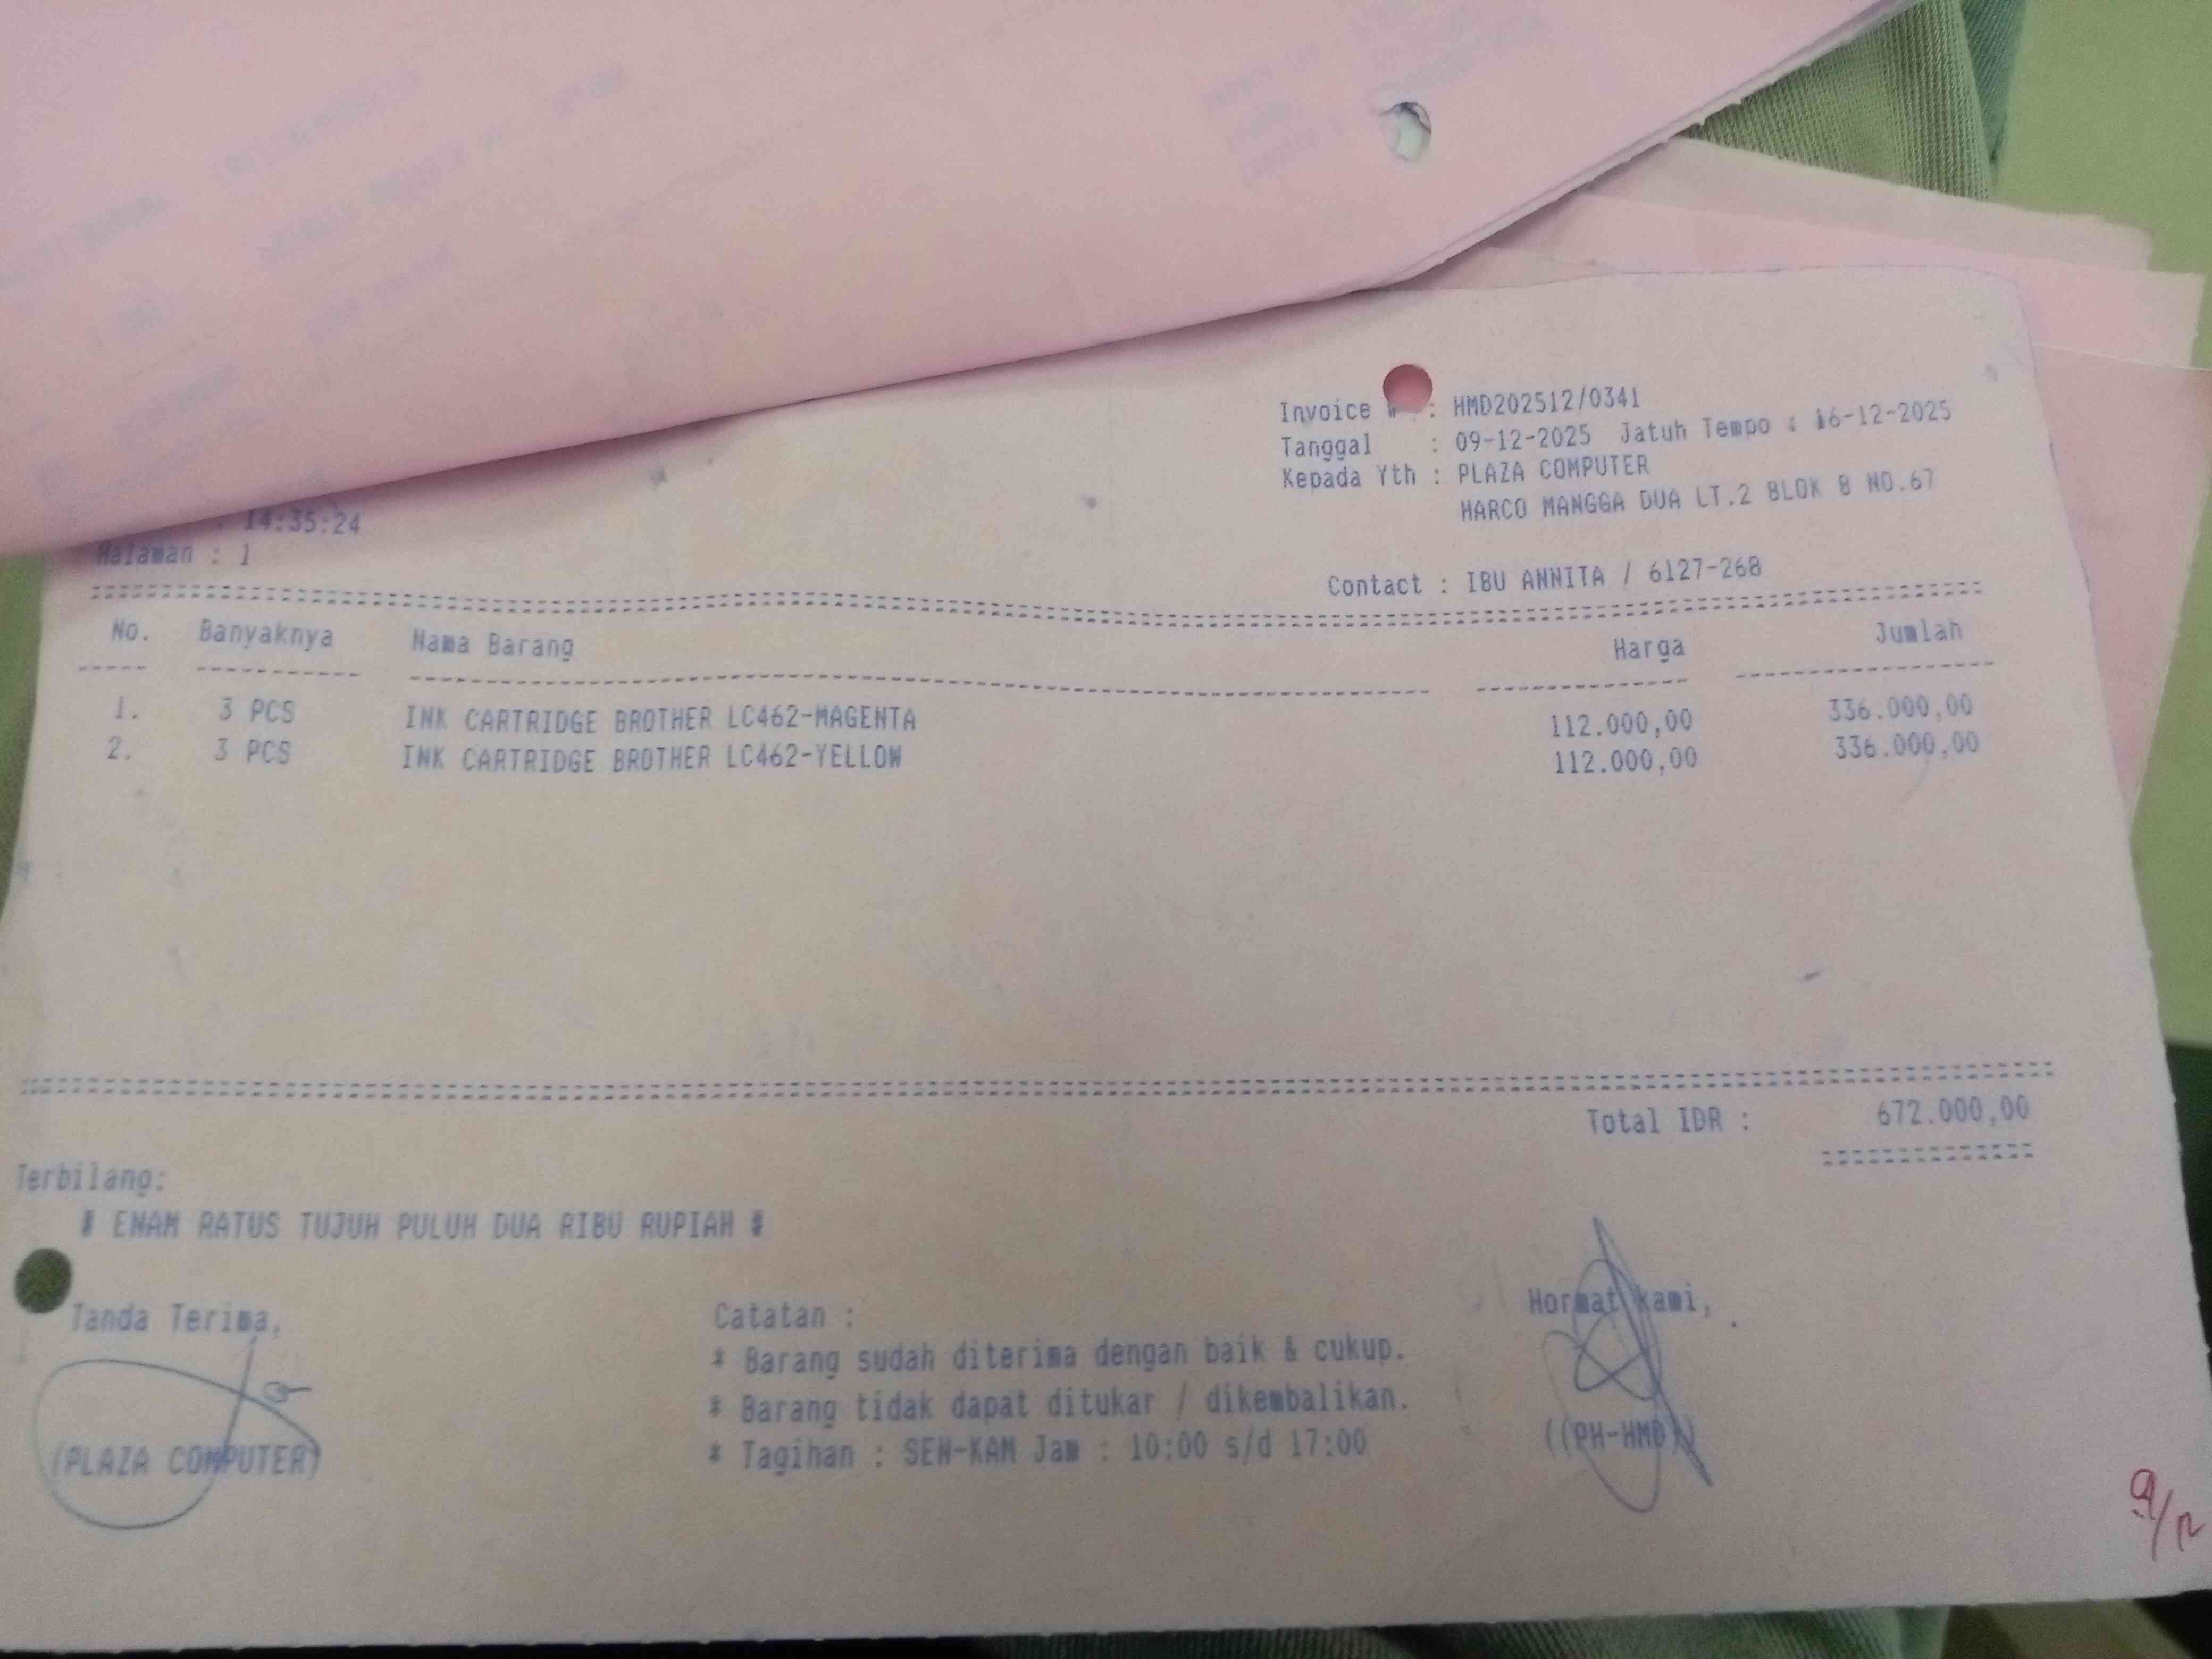 Invoice # : HMD202512/0341
Tanggal : 09-12-2025 Jatuh Tempo : 16-12-2025
Kepada Yth : PLAZA COMPUTER
HARCO MANGGA DUA LT.2 BLOK B NO.67
: 14:35:24
Halaman : 1
Contact : IBU ANNITA / 6127-268
No. Banyaknya Nama Barang Harga Jumlah
1. 3 PCS INK CARTRIDGE BROTHER LC462-MAGENTA 112.000,00 336.000,00
2. 3 PCS INK CARTRIDGE BROTHER LC462-YELLOW 112.000,00 336.000,00
Total IDR : 672.000,00
Terbilang:
# ENAM RATUS TUJUH PULUH DUA RIBU RUPIAH #
Tanda Terima, Catatan : Hormat kami,
* Barang sudah diterima dengan baik & cukup.
* Barang tidak dapat ditukar / dikembalikan.
(PLAZA COMPUTER) * Tagihan : SEN-KAM Jam : 10:00 s/d 17:00 ((PH-HMD))
9/12